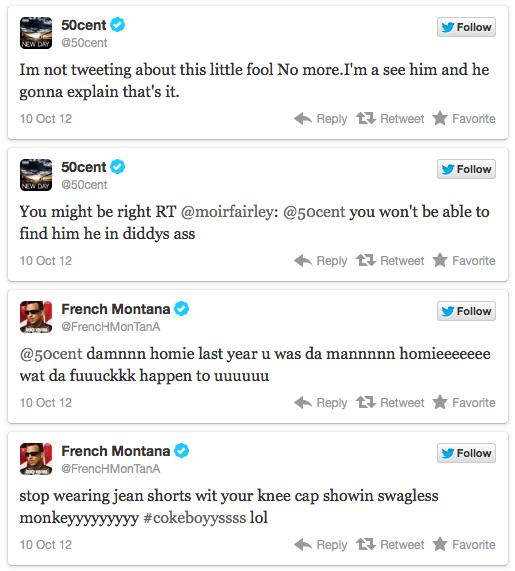 50cent
Follow
@50cent
Im not tweeting about this little fool No more.I'm a see him and he
gonna explain that's it.
10 Oct 12 Reply Retweet Favorite
50cent
Follow
@50cent
You might be right RT @moirfairley: @50cent you won't be able to
find him he in diddys ass
10 Oct 12 Reply Retweet Favorite
French Montana
Follow
@FrencHMonTanA
@50cent damnnn homie last year u was da mannnnn homieeeeeee
wat da fuuuckkk happen to uuuuuu
10 Oct 12 Reply Retweet Favorite
French Montana
Follow
@FrencHMonTanA
stop wearing jean shorts wit your knee cap showin swagless
monkeyyyyyyyyy #cokeboyyssss lol
10 Oct 12 Reply Retweet Favorite